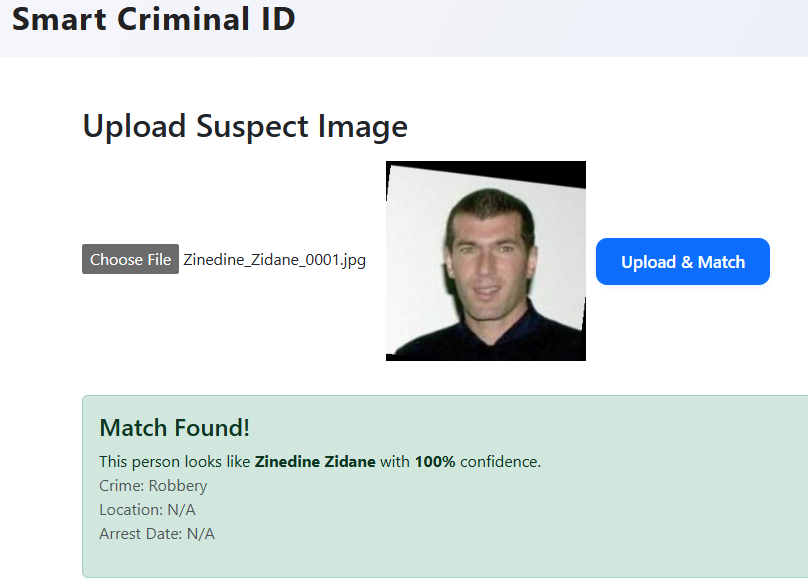 Smart Criminal ID
Upload Suspect Image
Choose File Zinedine_Zidane_0001.jpg
Upload & Match
Match Found!
This person looks like Zinedine Zidane with 100% confidence.
Crime: Robbery
Location: N/A
Arrest Date: N/A